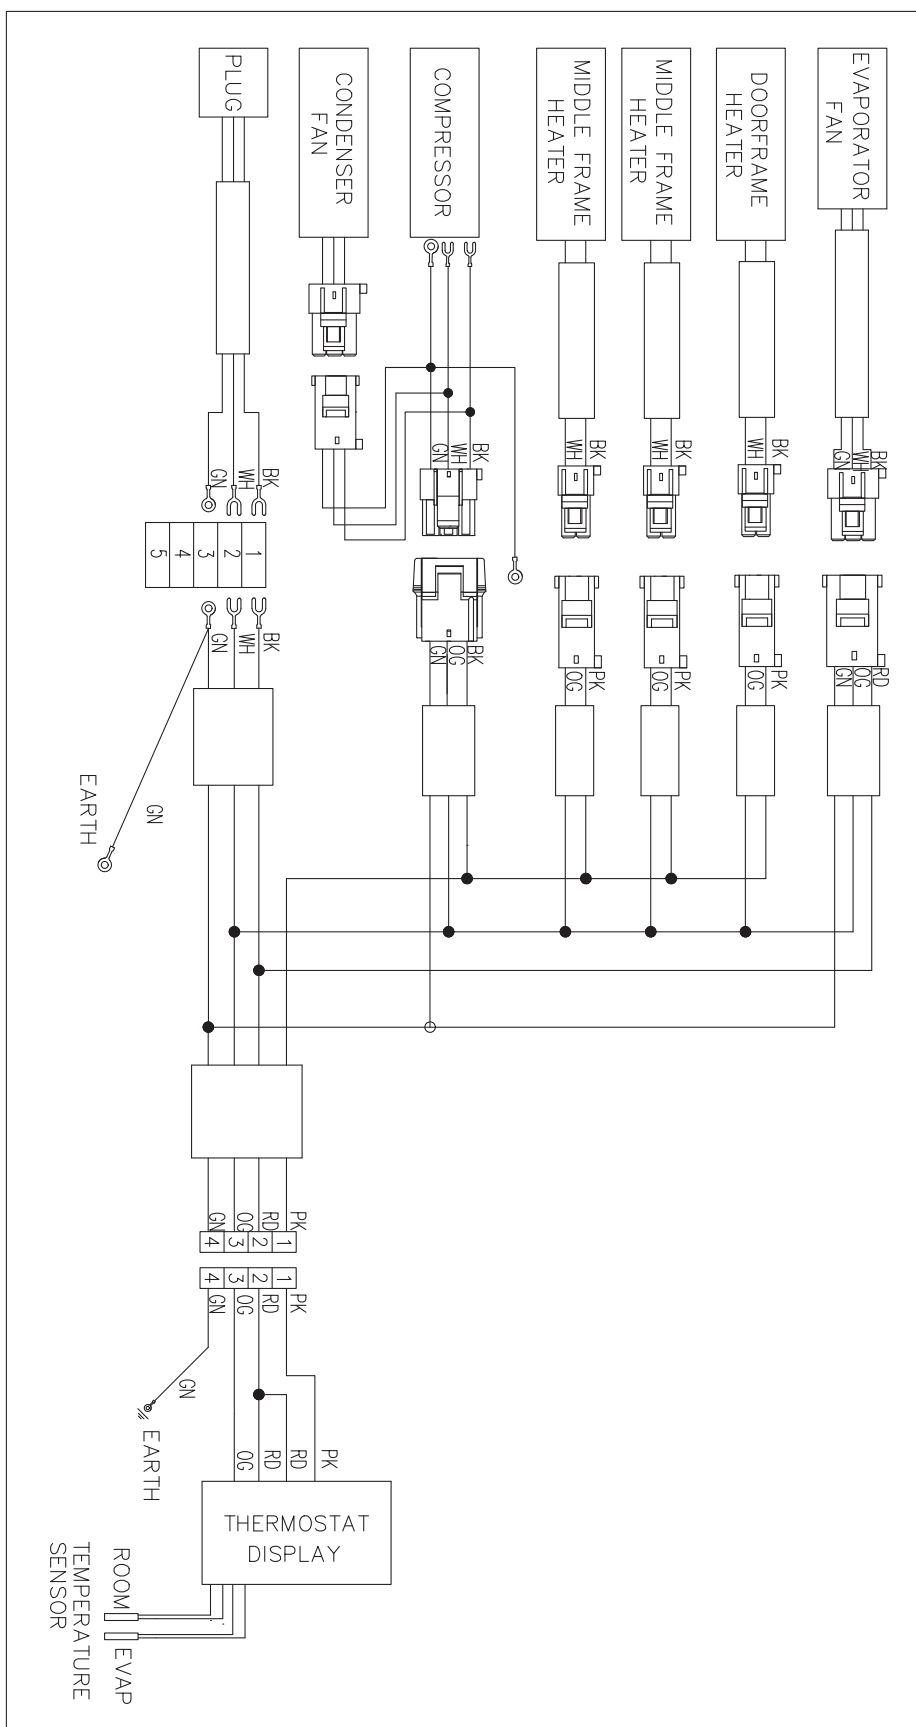 PLUG
CONDENSER
FAN
COMPRESSOR
MIDDLE FRAME
HEATER
MIDDLE FRAME
HEATER
DOORFRAME
HEATER
EVAPORATOR
FAN
GN
WH
BK
GN
WH
BK
WH
BK
WH
BK
WH
BK
GN
WH
BK
5
4
3
2
1
GN
WH
BK
GN
OG
BK
OG
PK
OG
PK
OG
PK
GN
OG
RD
EARTH
GN
GN
OG
RD
PK
4
3
2
1
4
3
2
1
GN
OG
RD
PK
GN
EARTH
OG
RD
RD
PK
THERMOSTAT
DISPLAY
ROOM
EVAP
TEMPERATURE
SENSOR